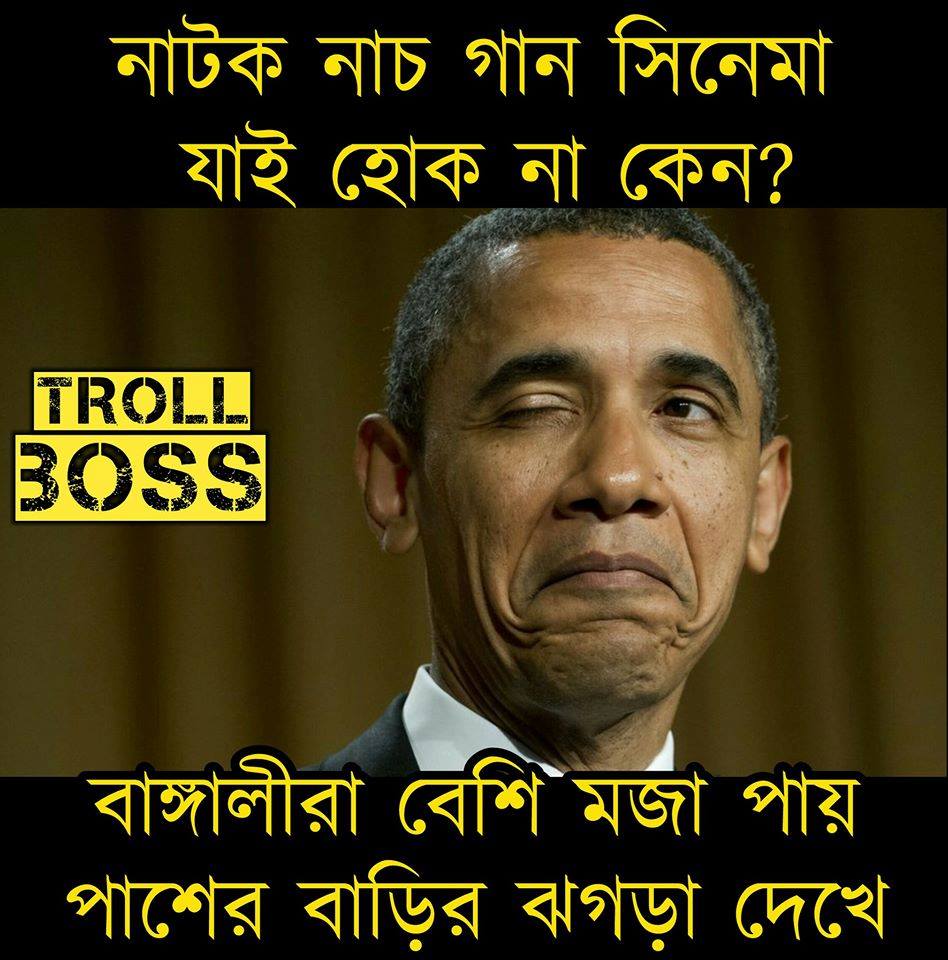 নাটক নাচ গান সিনেমা
যাই হোক না কেন?
TROLL
BOSS
বাঙ্গালীরা বেশি মজা পায়
পাশের বাড়ির ঝগড়া দেখে